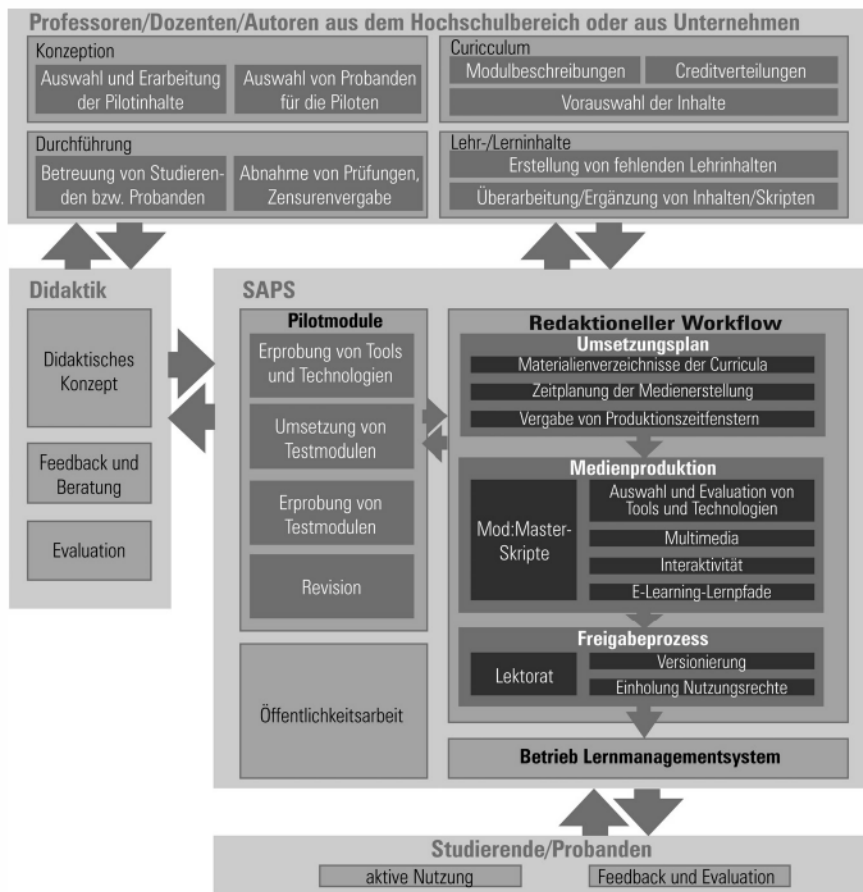 Professoren/Dozenten/Autoren aus dem Hochschulbereich oder aus Unternehmen
Konzeption
Auswahl und Erarbeitung
der Pilotinhalte
Auswahl von Probanden
für die Piloten
Curicculum
Modulbeschreibungen
Creditverteilungen
Vorauswahl der Inhalte
Durchführung
Betreuung von Studieren-
den bzw. Probanden
Abnahme von Prüfungen,
Zensurenvergabe
Lehr-/Lerninhalte
Erstellung von fehlenden Lehrinhalten
Überarbeitung/Ergänzung von Inhalten/Skripten
Didaktik
Didaktisches
Konzept
Feedback und
Beratung
Evaluation
SAPS
Pilotmodule
Erprobung von Tools
und Technologien
Umsetzung von
Testmodulen
Erprobung von
Testmodulen
Revision
Öffentlichkeitsarbeit
Redaktioneller Workflow
Umsetzungsplan
Materialienverzeichnisse der Curricula
Zeitplanung der Medienerstellung
Vergabe von Produktionszeitfenstern
Medienproduktion
Mod:Master-
Skripte
Auswahl und Evaluation von
Tools und Technologien
Multimedia
Interaktivität
E-Learning-Lernpfade
Freigabeprozess
Lektorat
Versionierung
Einholung Nutzungsrechte
Betrieb Lernmanagementsystem
Studierende/Probanden
aktive Nutzung
Feedback und Evaluation